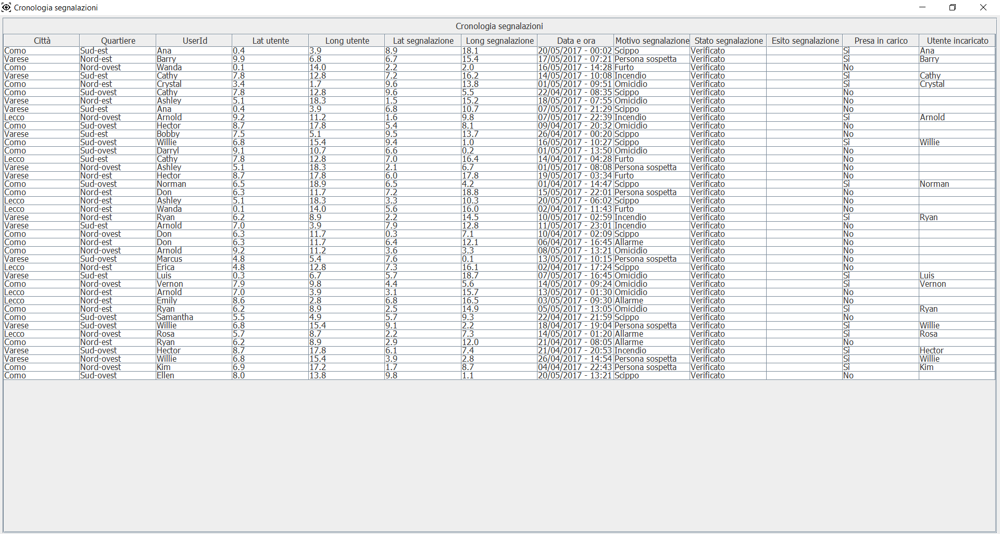 Cronologia segnalazioni
Cronologia segnalazioni
Città Quartiere UserId Lat utente Long utente Lat segnalazione Long segnalazione Data e ora Motivo segnalazione Stato segnalazione Esito segnalazione Presa in carico Utente incaricato
Como Sud-est Ana 0.4 3.9 8.9 18.1 20/05/2017 - 00:02 Scippo Verificato Sì Ana
Varese Nord-est Barry 9.9 6.8 6.7 15.4 17/05/2017 - 07:21 Persona sospetta Verificato Sì Barry
Como Nord-ovest Wanda 0.1 14.0 2.2 2.0 16/05/2017 - 14:28 Furto Verificato No
Varese Sud-est Cathy 7.8 12.8 7.2 16.2 14/05/2017 - 10:08 Incendio Verificato Sì Cathy
Como Nord-est Crystal 3.4 1.7 9.6 13.8 01/05/2017 - 09:51 Omicidio Verificato Sì Crystal
Como Sud-ovest Cathy 7.8 12.8 9.6 5.5 22/04/2017 - 08:35 Scippo Verificato No
Varese Nord-est Ashley 5.1 18.3 1.5 15.2 18/05/2017 - 07:55 Omicidio Verificato No
Varese Sud-est Ana 0.4 3.9 6.8 10.7 07/05/2017 - 21:29 Scippo Verificato No
Lecco Nord-ovest Arnold 9.2 11.2 1.6 9.8 07/05/2017 - 22:39 Incendio Verificato Sì Arnold
Como Sud-ovest Hector 8.7 17.8 5.4 8.1 09/04/2017 - 20:32 Omicidio Verificato No
Varese Sud-est Bobby 7.5 5.1 9.5 13.7 26/04/2017 - 00:20 Scippo Verificato No
Como Sud-ovest Willie 6.8 15.4 9.4 1.0 16/05/2017 - 10:27 Scippo Verificato Sì Willie
Como Sud-ovest Darryl 9.1 10.7 6.6 0.2 01/05/2017 - 13:50 Omicidio Verificato No
Lecco Sud-est Cathy 7.8 12.8 7.0 16.4 14/04/2017 - 04:28 Furto Verificato No
Varese Nord-ovest Ashley 5.1 18.3 2.1 6.7 01/05/2017 - 08:08 Persona sospetta Verificato No
Varese Nord-est Hector 8.7 17.8 6.0 17.8 19/05/2017 - 03:34 Furto Verificato No
Como Sud-ovest Norman 6.5 18.9 6.5 4.2 01/04/2017 - 14:47 Scippo Verificato Sì Norman
Como Nord-est Don 6.3 11.7 7.2 18.8 15/05/2017 - 22:01 Persona sospetta Verificato No
Lecco Nord-est Ashley 5.1 18.3 3.3 10.3 20/05/2017 - 06:02 Scippo Verificato No
Lecco Nord-est Wanda 0.1 14.0 5.6 16.0 02/04/2017 - 11:43 Furto Verificato No
Varese Nord-est Ryan 6.2 8.9 2.2 14.5 10/05/2017 - 02:59 Incendio Verificato Sì Ryan
Varese Sud-est Arnold 7.0 3.9 7.9 12.8 11/05/2017 - 23:01 Incendio Verificato No
Como Nord-ovest Don 6.3 11.7 0.3 7.1 10/04/2017 - 02:09 Scippo Verificato No
Como Nord-est Don 6.3 11.7 6.4 12.1 06/04/2017 - 16:45 Allarme Verificato No
Como Nord-ovest Arnold 9.2 11.2 3.6 3.3 08/05/2017 - 13:21 Omicidio Verificato No
Varese Sud-ovest Marcus 4.8 5.4 7.6 0.1 13/05/2017 - 10:15 Persona sospetta Verificato No
Lecco Nord-est Erica 4.8 12.8 7.3 16.1 02/04/2017 - 17:24 Scippo Verificato No
Varese Sud-est Luis 0.3 6.7 5.7 18.7 07/05/2017 - 16:45 Omicidio Verificato Sì Luis
Como Nord-ovest Vernon 7.9 9.8 4.4 5.6 14/05/2017 - 09:24 Omicidio Verificato Sì Vernon
Lecco Nord-est Arnold 7.0 3.9 3.1 15.7 13/05/2017 - 01:30 Omicidio Verificato No
Lecco Nord-est Emily 8.6 2.8 6.8 16.5 03/05/2017 - 09:30 Allarme Verificato No
Como Nord-est Ryan 6.2 8.9 2.5 14.9 05/05/2017 - 13:05 Omicidio Verificato Sì Ryan
Como Sud-ovest Samantha 5.5 4.9 5.7 9.3 22/04/2017 - 21:59 Scippo Verificato No
Varese Sud-ovest Willie 6.8 15.4 9.1 2.2 18/04/2017 - 19:04 Persona sospetta Verificato Sì Willie
Lecco Nord-ovest Rosa 5.7 8.7 2.2 7.3 14/05/2017 - 01:20 Allarme Verificato Sì Rosa
Como Nord-est Ryan 6.2 8.9 2.9 12.0 21/04/2017 - 08:05 Allarme Verificato No
Varese Sud-ovest Hector 8.7 17.8 6.1 7.4 21/04/2017 - 20:53 Incendio Verificato Sì Hector
Varese Nord-ovest Willie 6.8 15.4 3.9 2.8 26/04/2017 - 14:54 Persona sospetta Verificato Sì Willie
Como Nord-ovest Kim 6.9 17.2 1.7 8.7 04/04/2017 - 22:43 Persona sospetta Verificato Sì Kim
Como Sud-ovest Ellen 8.0 13.8 9.8 1.1 20/05/2017 - 13:21 Scippo Verificato No